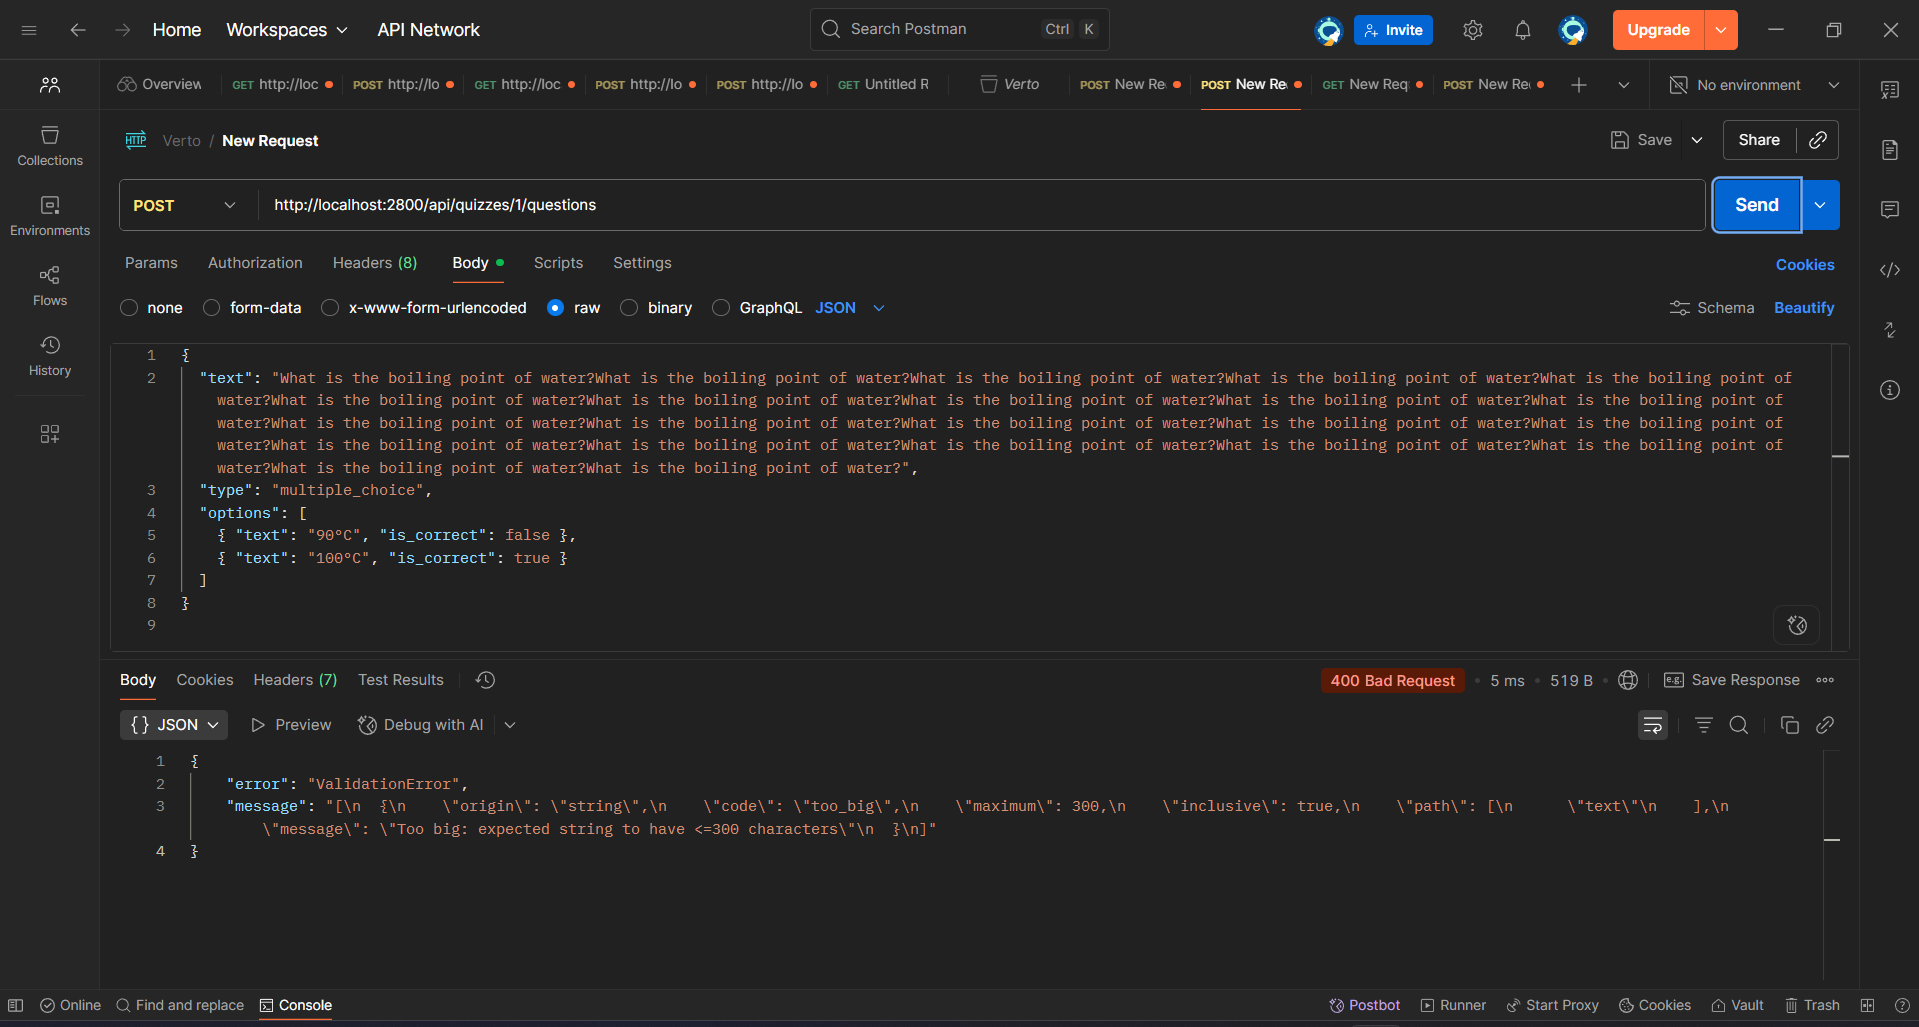 Home
Workspaces
API Network
Search Postman
Ctrl K
Invite
Upgrade
Overview
GET http://loc
POST http://lo
GET http://loc
POST http://lo
POST http://lo
GET Untitled R
Verto
POST New Re
POST New Re
GET New Req
POST New Re
No environment
Collections
Environments
Flows
History
HTTP
Verto / New Request
Save
Share
POST
http://localhost:2800/api/quizzes/1/questions
Send
Params
Authorization
Headers (8)
Body
Scripts
Settings
Cookies
none
form-data
x-www-form-urlencoded
raw
binary
GraphQL
JSON
Schema
Beautify
1 {
2 "text": "What is the boiling point of water?What is the boiling point of water?What is the boiling point of water?What is the boiling point of water?What is the boiling point of
water?What is the boiling point of water?What is the boiling point of water?What is the boiling point of water?What is the boiling point of water?What is the boiling point of
water?What is the boiling point of water?What is the boiling point of water?What is the boiling point of water?What is the boiling point of water?What is the boiling point of
water?What is the boiling point of water?What is the boiling point of water?What is the boiling point of water?What is the boiling point of water?What is the boiling point of
water?What is the boiling point of water?What is the boiling point of water?",
3 "type": "multiple_choice",
4 "options": [
5 { "text": "90°C", "is_correct": false },
6 { "text": "100°C", "is_correct": true }
7 ]
8 }
9
Body
Cookies
Headers (7)
Test Results
400 Bad Request
5 ms
519 B
e.g. Save Response
{} JSON
Preview
Debug with AI
1 {
2 "error": "ValidationError",
3 "message": "[\n  {\n    \"origin\": \"string\",\n    \"code\": \"too_big\",\n    \"maximum\": 300,\n    \"inclusive\": true,\n    \"path\": [\n      \"text\"\n    ],\n
\"message\": \"Too big: expected string to have <=300 characters\"\n  }\n]"
4 }
Online
Find and replace
Console
Postbot
Runner
Start Proxy
Cookies
Vault
Trash